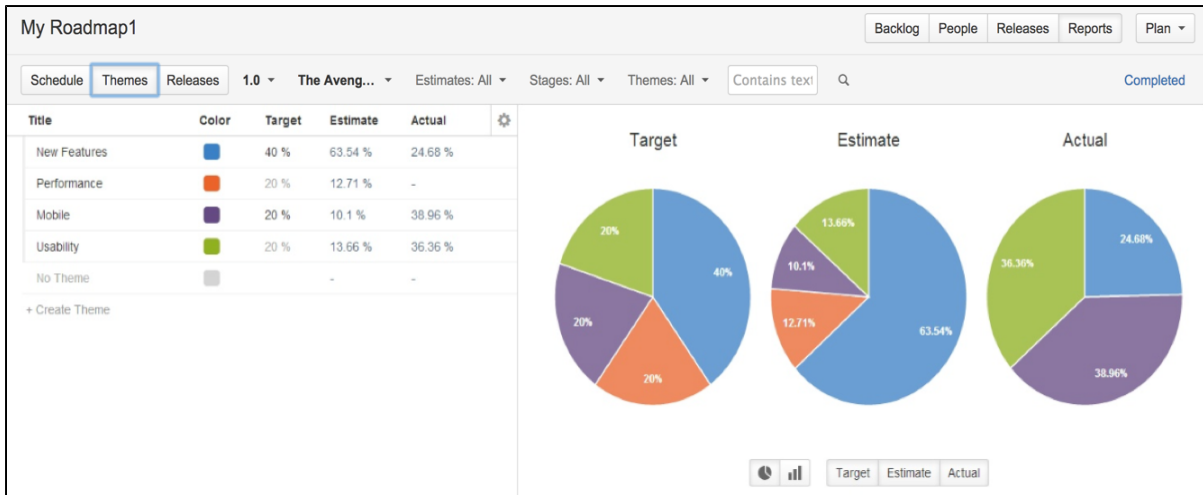 My Roadmap1
Backlog People Releases Reports Plan
Schedule Themes Releases 1.0 The Aveng... Estimates: All Stages: All Themes: All Contains text Completed
Title Color Target Estimate Actual
New Features 40 % 63.54 % 24.68 %
Performance 20 % 12.71 % -
Mobile 20 % 10.1 % 38.96 %
Usability 20 % 13.66 % 36.36 %
No Theme - -
+ Create Theme
Target
20%
40%
20%
20%
Estimate
13.66%
10.1%
12.71%
63.54%
Actual
24.68%
36.36%
38.96%
Target Estimate Actual